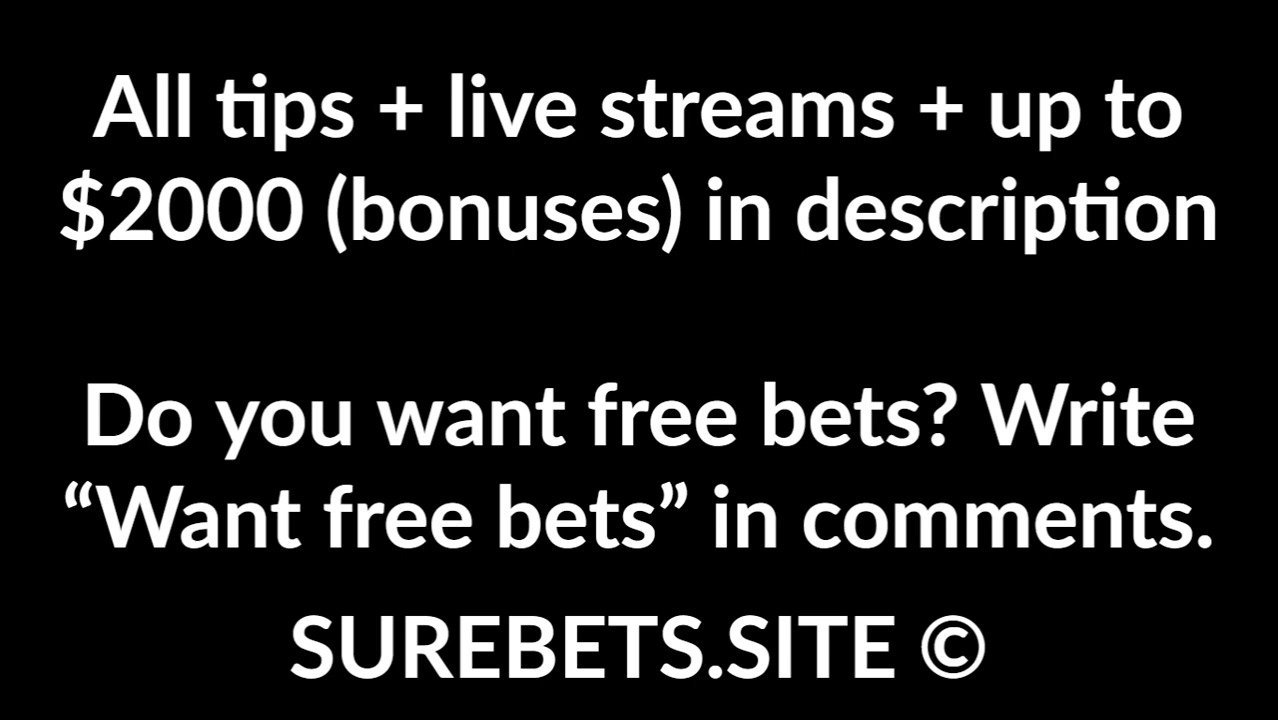 All tips + live streams + up to
$2000 (bonuses) in description
Do you want free bets? Write
“Want free bets” in comments.
SUREBETS.SITE ©